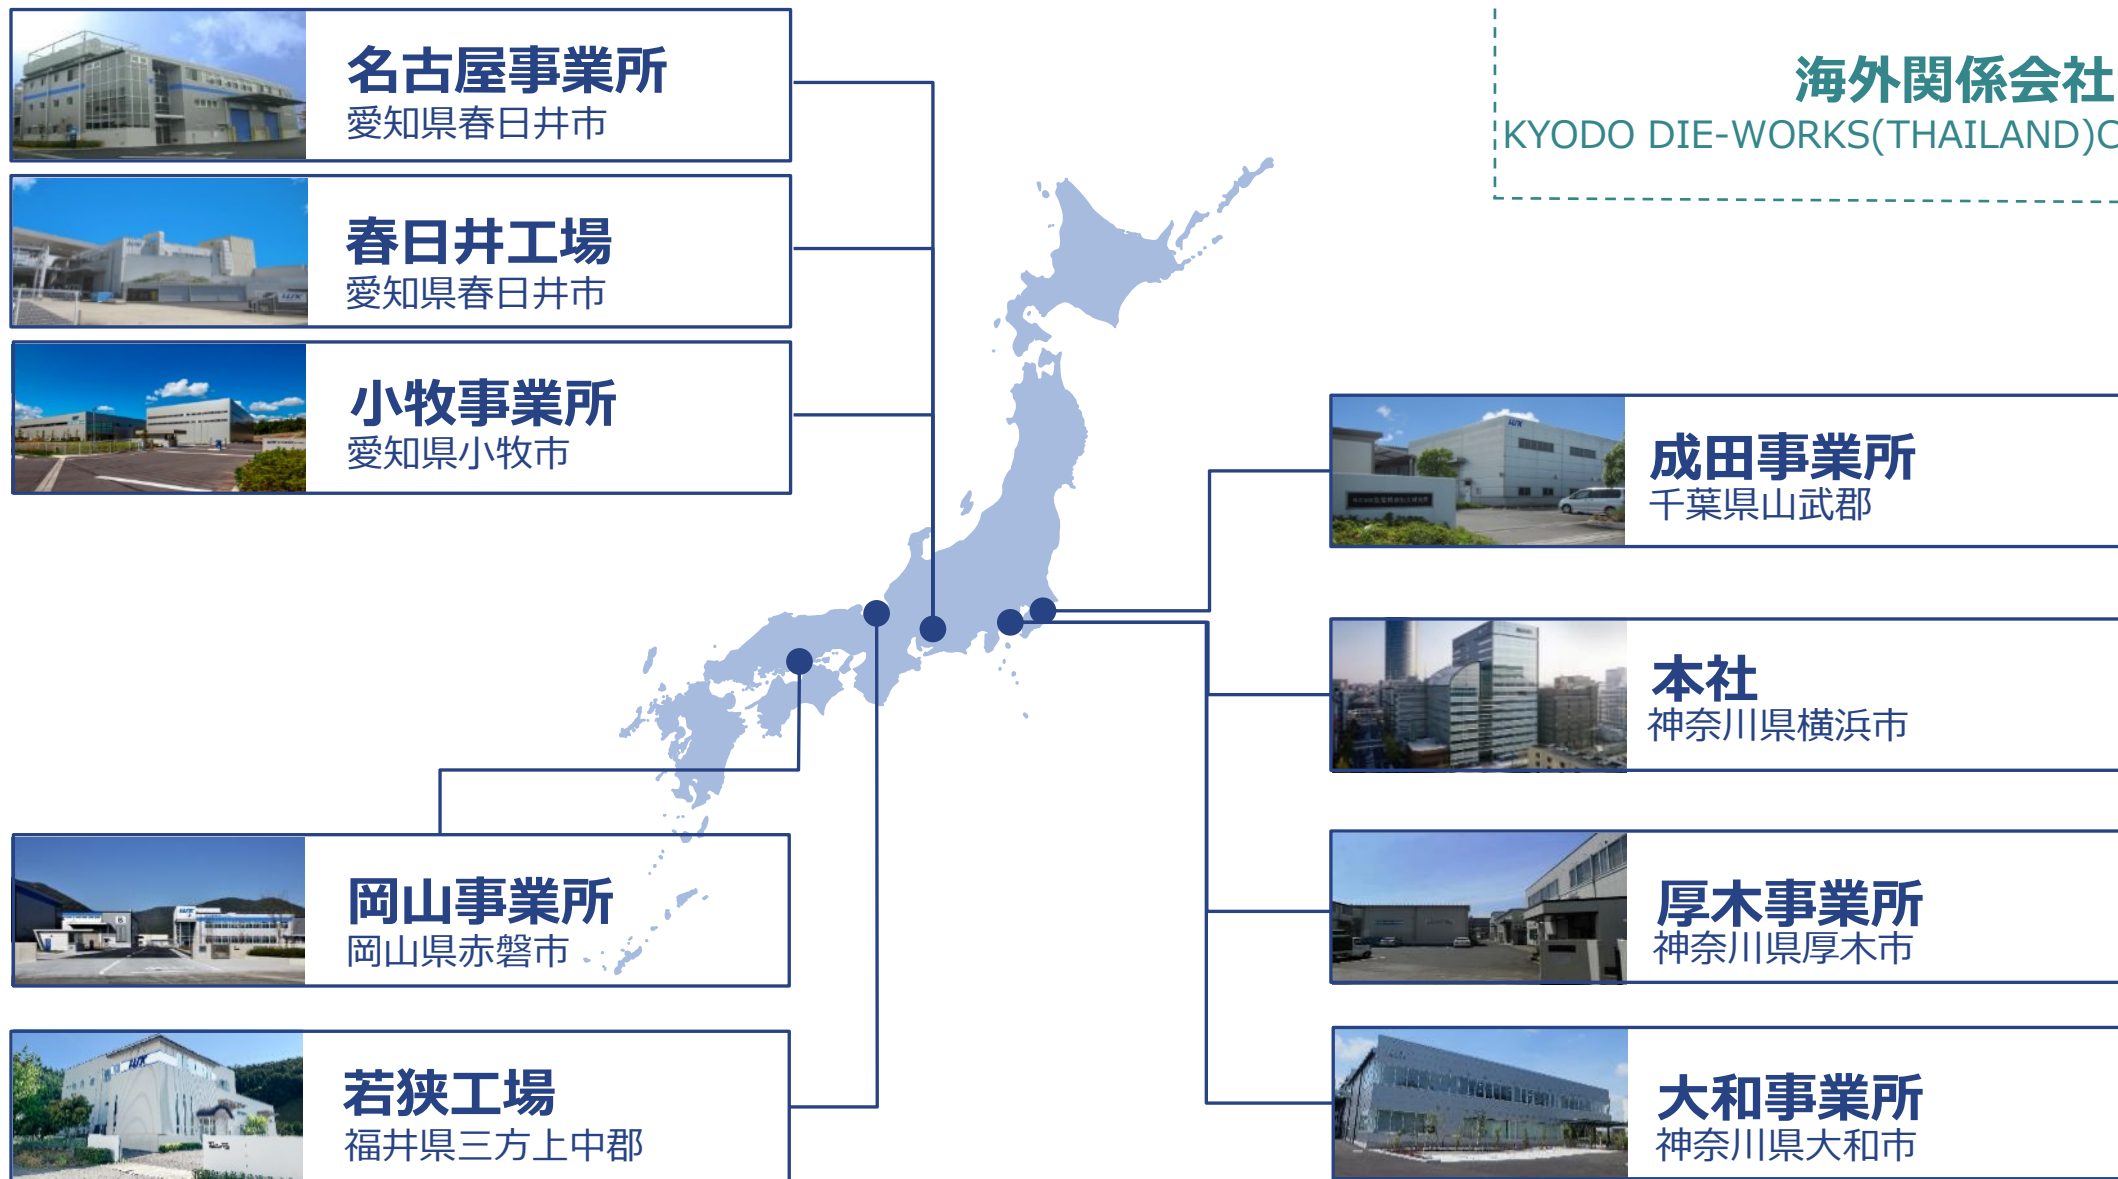 名古屋事業所
愛知県春日井市
春日井工場
愛知県春日井市
小牧事業所
愛知県小牧市
岡山事業所
岡山県赤磐市
若狭工場
福井県三方上中郡
海外関係会社
KYODO DIE-WORKS(THAILAND)C
成田事業所
千葉県山武郡
本社
神奈川県横浜市
厚木事業所
神奈川県厚木市
大和事業所
神奈川県大和市